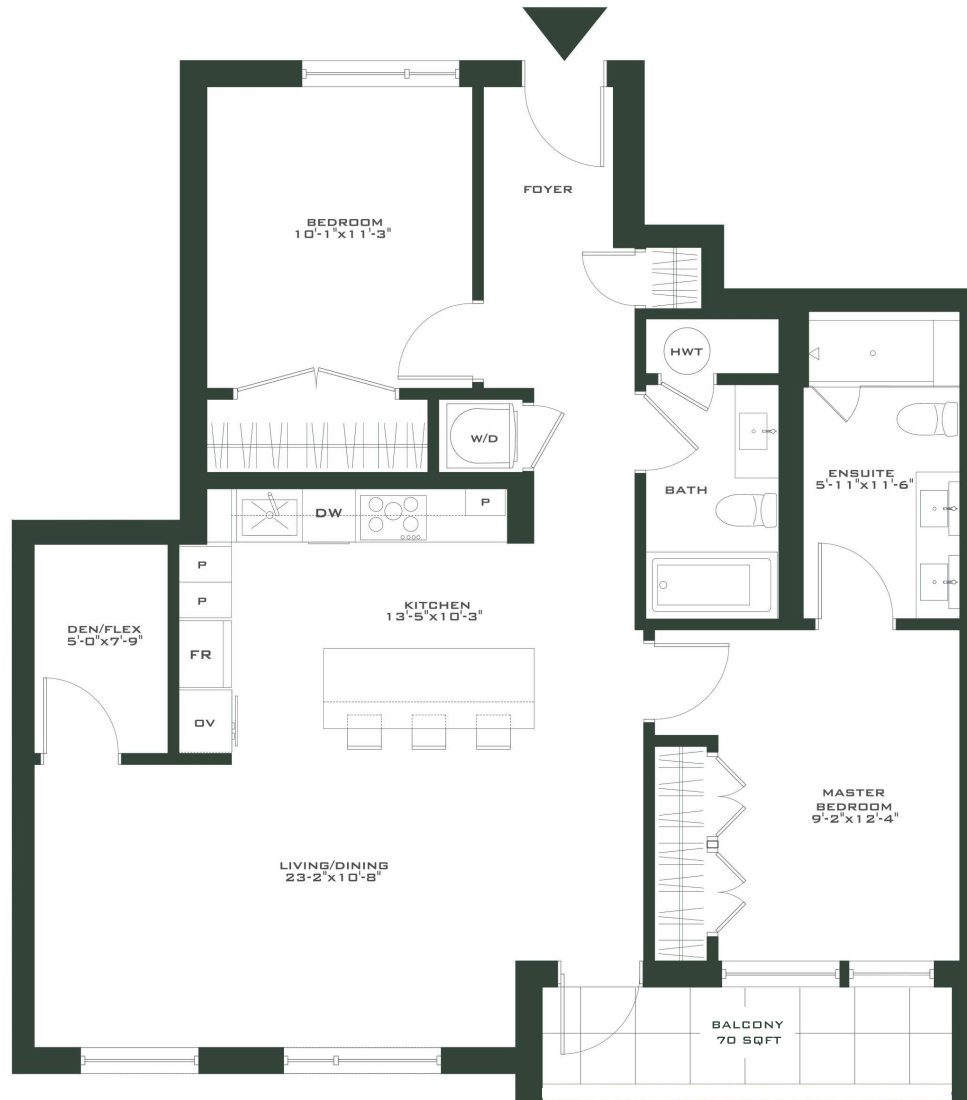 FOYER
BEDROOM
10'-1"x11'-3"
HWT
W/D
ENSUITE
5'-11"x11'-6"
BATH
DW
P
P
P
KITCHEN
13'-5"x10'-3"
DEN/FLEX
5'-0"x7'-9"
FR
OV
MASTER
BEDROOM
9'-2"x12'-4"
LIVING/DINING
23-2"x10'-8"
BALCONY
70 SQFT